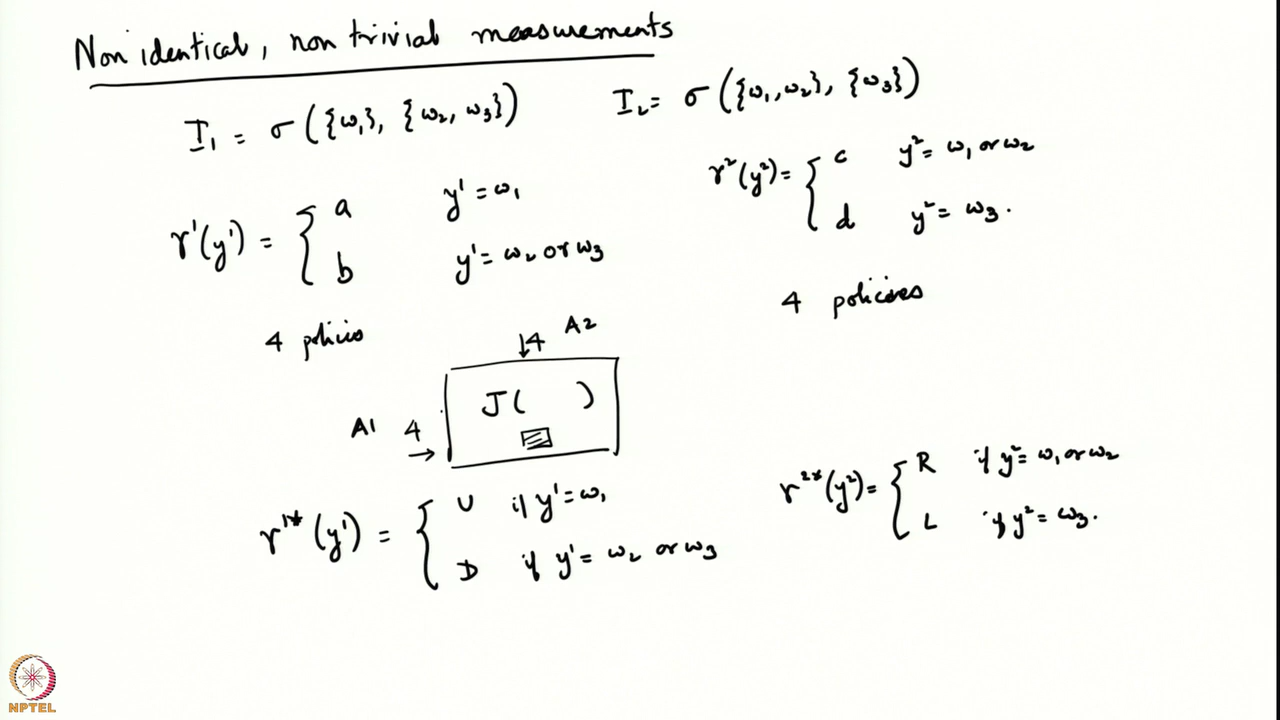 Non identical, non trivial measurements
I₁ = σ({ω₁}, {ω₂, ω₃})    I₂ = σ({ω₁, ω₂}, {ω₃})
γ¹(y¹) = { a    y¹ = ω₁
b    y¹ = ω₂ or ω₃
γ²(y²) = { c    y² = ω₁ or ω₂
d    y² = ω₃.
4 policis
4 policies
↓4 A2
A1 4 →
J(    )
γ¹*(y¹) = { U if y¹ = ω₁
D if y¹ = ω₂ or ω₃
γ²*(y²) = { R if y² = ω₁ or ω₂
L if y² = ω₃.
NPTEL